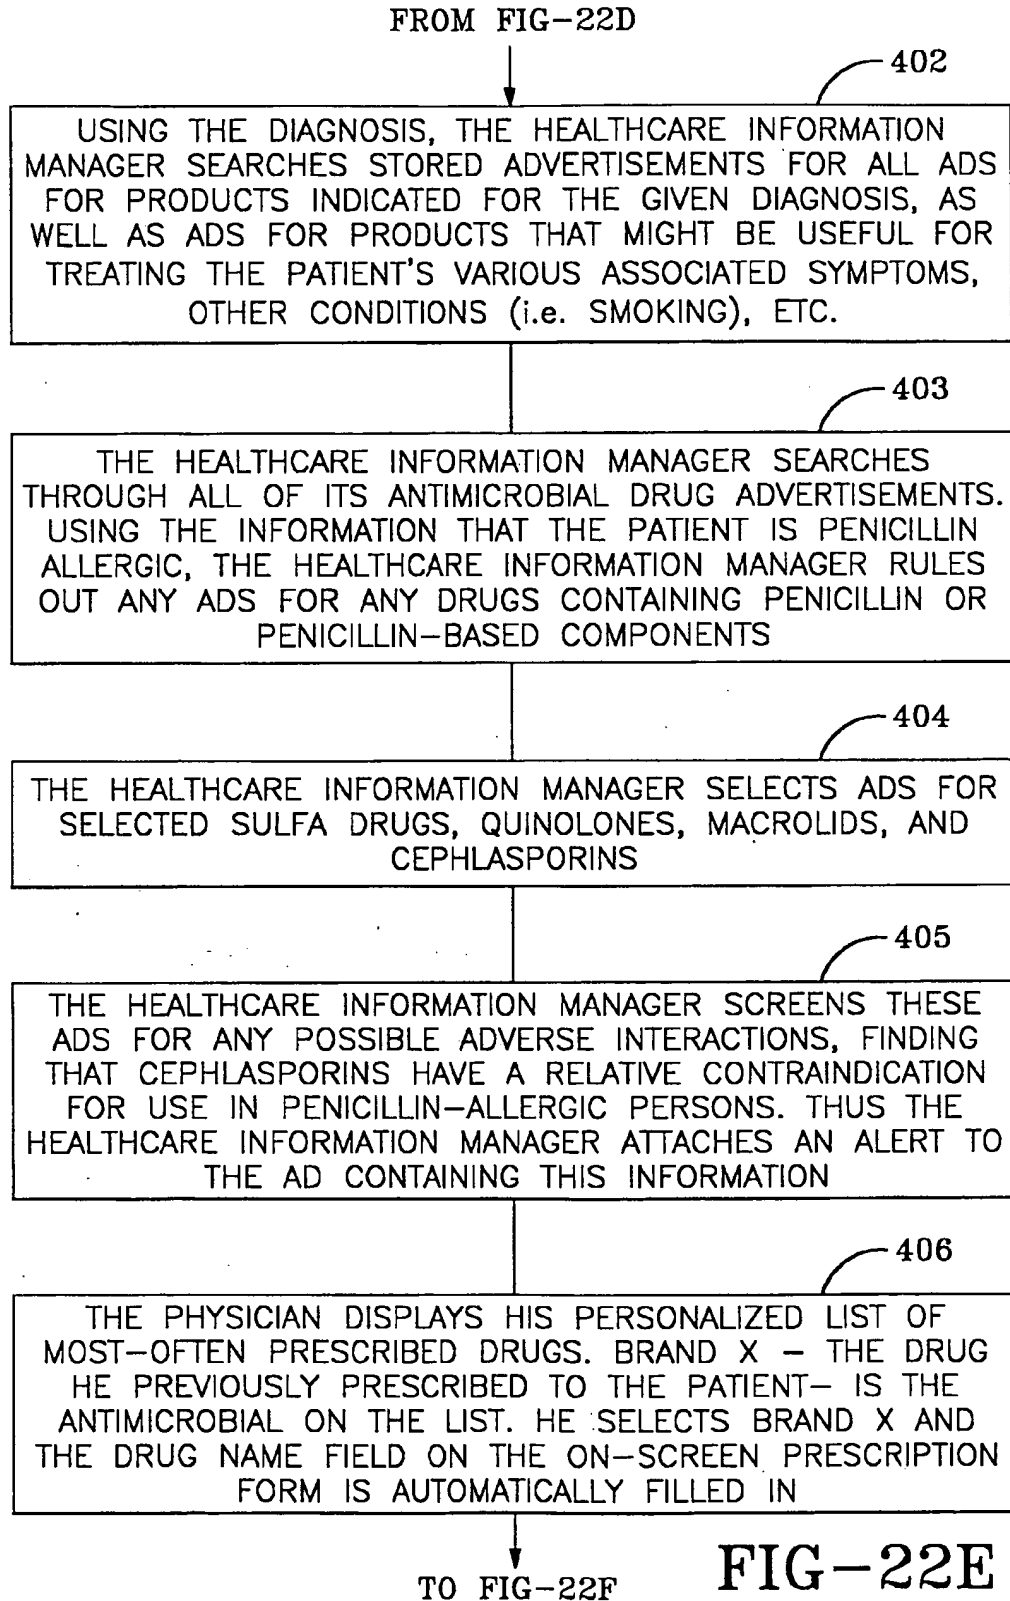 FROM FIG-22D
402
USING THE DIAGNOSIS, THE HEALTHCARE INFORMATION
MANAGER SEARCHES STORED ADVERTISEMENTS FOR ALL ADS
FOR PRODUCTS INDICATED FOR THE GIVEN DIAGNOSIS, AS
WELL AS ADS FOR PRODUCTS THAT MIGHT BE USEFUL FOR
TREATING THE PATIENT'S VARIOUS ASSOCIATED SYMPTOMS,
OTHER CONDITIONS (i.e. SMOKING), ETC.
403
THE HEALTHCARE INFORMATION MANAGER SEARCHES
THROUGH ALL OF ITS ANTIMICROBIAL DRUG ADVERTISEMENTS.
USING THE INFORMATION THAT THE PATIENT IS PENICILLIN
ALLERGIC, THE HEALTHCARE INFORMATION MANAGER RULES
OUT ANY ADS FOR ANY DRUGS CONTAINING PENICILLIN OR
PENICILLIN-BASED COMPONENTS
404
THE HEALTHCARE INFORMATION MANAGER SELECTS ADS FOR
SELECTED SULFA DRUGS, QUINOLONES, MACROLIDS, AND
CEPHLASPORINS
405
THE HEALTHCARE INFORMATION MANAGER SCREENS THESE
ADS FOR ANY POSSIBLE ADVERSE INTERACTIONS, FINDING
THAT CEPHLASPORINS HAVE A RELATIVE CONTRAINDICATION
FOR USE IN PENICILLIN-ALLERGIC PERSONS. THUS THE
HEALTHCARE INFORMATION MANAGER ATTACHES AN ALERT TO
THE AD CONTAINING THIS INFORMATION
406
THE PHYSICIAN DISPLAYS HIS PERSONALIZED LIST OF
MOST-OFTEN PRESCRIBED DRUGS. BRAND X - THE DRUG
HE PREVIOUSLY PRESCRIBED TO THE PATIENT- IS THE
ANTIMICROBIAL ON THE LIST. HE SELECTS BRAND X AND
THE DRUG NAME FIELD ON THE ON-SCREEN PRESCRIPTION
FORM IS AUTOMATICALLY FILLED IN
TO FIG-22F
FIG-22E